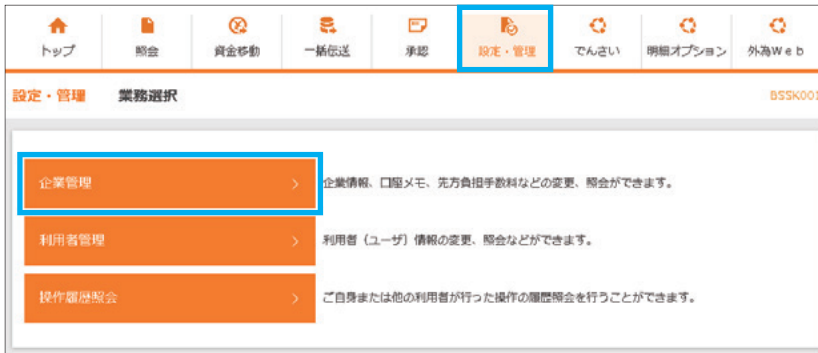 トップ 照会 資金移動 一括伝送 承認 設定・管理 でんさい 明細オプション 外為Web
設定・管理 業務選択 BSSK001
企業管理 企業情報、口座メモ、先方負担手数料などの変更、照会ができます。
利用者管理 利用者（ユーザ）情報の変更、照会などができます。
操作履歴照会 ご自身または他の利用者が行った操作の履歴照会を行うことができます。